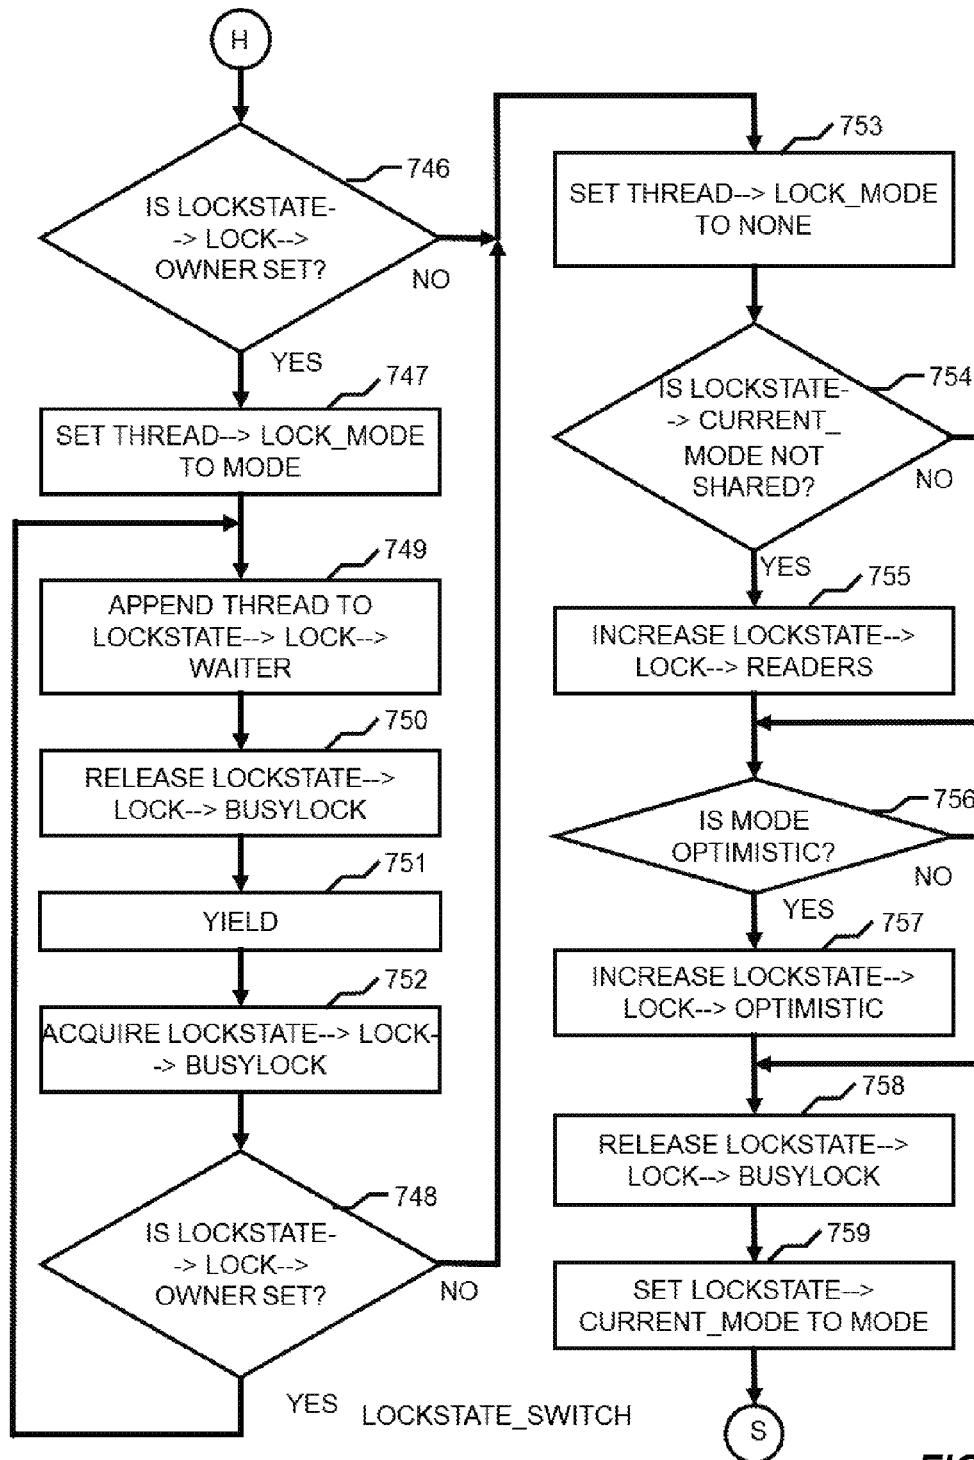 H
746
IS LOCKSTATE-
-> LOCK-->
OWNER SET?
NO
YES
747
SET THREAD--> LOCK_MODE
TO MODE
749
APPEND THREAD TO
LOCKSTATE--> LOCK-->
WAITER
750
RELEASE LOCKSTATE-->
LOCK--> BUSYLOCK
751
YIELD
752
ACQUIRE LOCKSTATE--> LOCK-
-> BUSYLOCK
748
IS LOCKSTATE-
-> LOCK-->
OWNER SET?
NO
YES
LOCKSTATE_SWITCH
753
SET THREAD--> LOCK_MODE
TO NONE
754
IS LOCKSTATE-
-> CURRENT_
MODE NOT
SHARED?
NO
YES
755
INCREASE LOCKSTATE-->
LOCK--> READERS
756
IS MODE
OPTIMISTIC?
NO
YES
757
INCREASE LOCKSTATE-->
LOCK--> OPTIMISTIC
758
RELEASE LOCKSTATE-->
LOCK--> BUSYLOCK
759
SET LOCKSTATE-->
CURRENT_MODE TO MODE
S